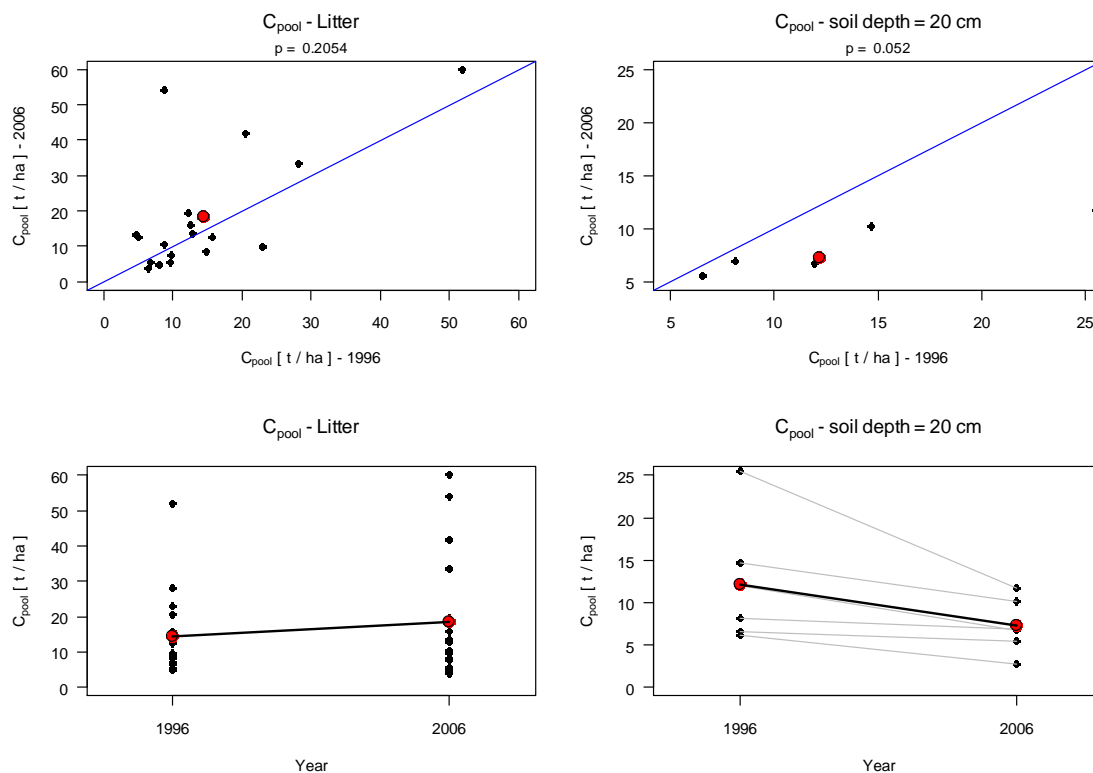 C_pool - Litter
p = 0.2054
C_pool [ t / ha ] - 2006
60
50
40
30
20
10
0
0 10 20 30 40 50 60
C_pool [ t / ha ] - 1996
C_pool - soil depth = 20 cm
p = 0.052
C_pool [ t / ha ] - 2006
25
20
15
10
5
5 10 15 20 25
C_pool [ t / ha ] - 1996
C_pool - Litter
C_pool [ t / ha ]
60
50
40
30
20
10
0
1996 2006
Year
C_pool - soil depth = 20 cm
C_pool [ t / ha ]
25
20
15
10
5
0
1996 2006
Year